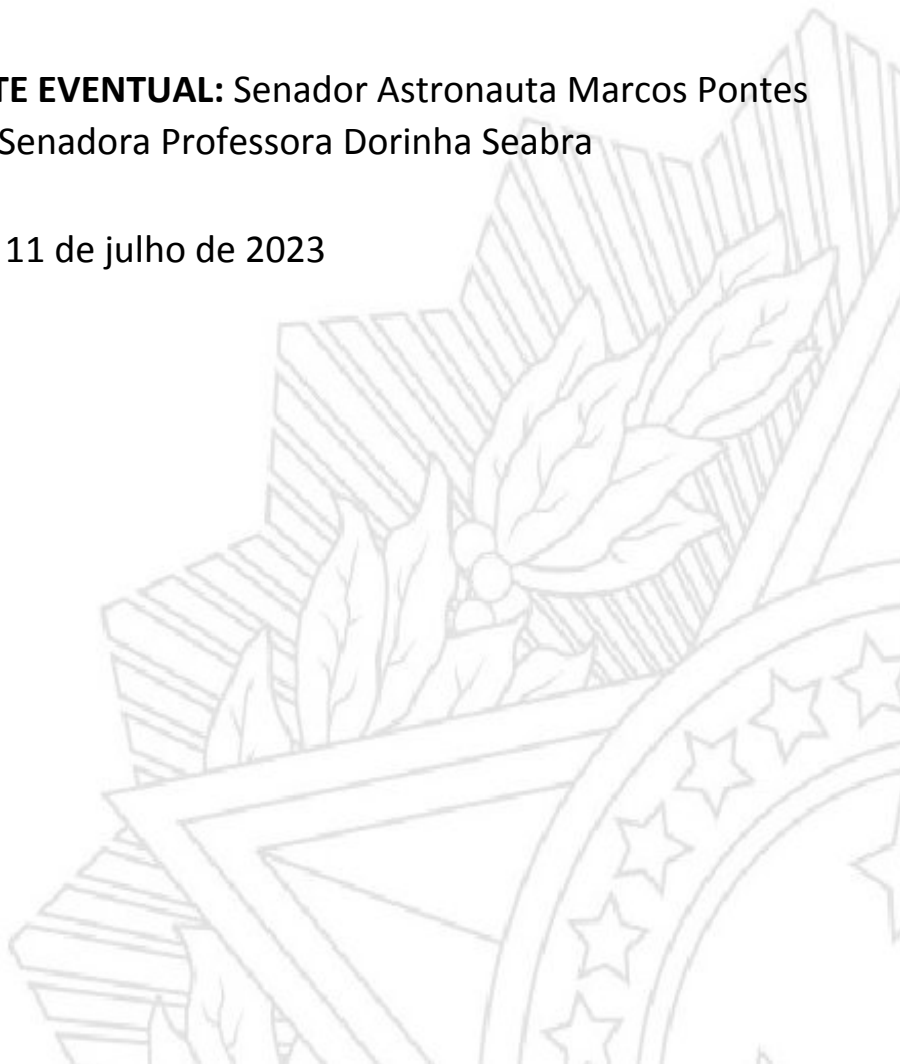 TE EVENTUAL: Senador Astronauta Marcos Pontes
Senadora Professora Dorinha Seabra
11 de julho de 2023